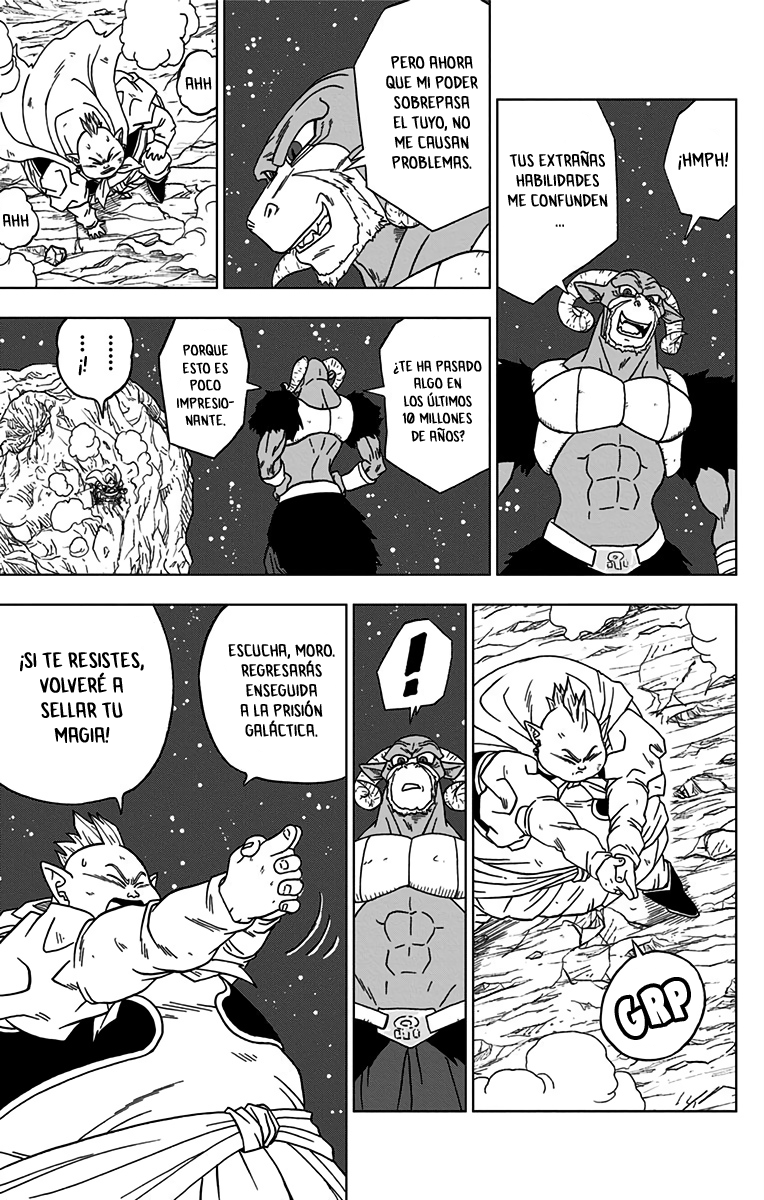 ¡HMPH!
TUS EXTRAÑAS
HABILIDADES
ME CONFUNDEN
...
PERO AHORA
QUE MI PODER
SOBREPASA
EL TUYO, NO
ME CAUSAN
PROBLEMAS.
AHH
AHH
¿TE HA PASADO
ALGO EN
LOS ÚLTIMOS
10 MILLONES
DE AÑOS?
PORQUE
ESTO ES
POCO
IMPRESIO-
NANTE.
......
...¡!
GRP
!
ESCUCHA, MORO.
REGRESARÁS
ENSEGUIDA
A LA PRISIÓN
GALÁCTICA.
¡SI TE RESISTES,
VOLVERÉ A
SELLAR TU
MAGIA!